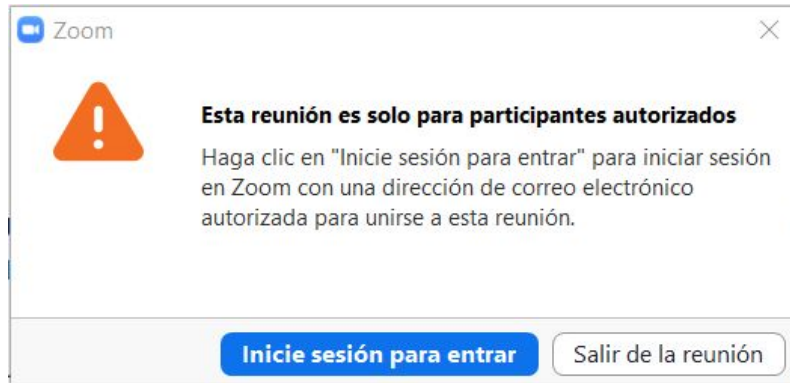 Zoom
Esta reunión es solo para participantes autorizados
Haga clic en "Inicie sesión para entrar" para iniciar sesión
en Zoom con una dirección de correo electrónico
autorizada para unirse a esta reunión.
Inicie sesión para entrar
Salir de la reunión